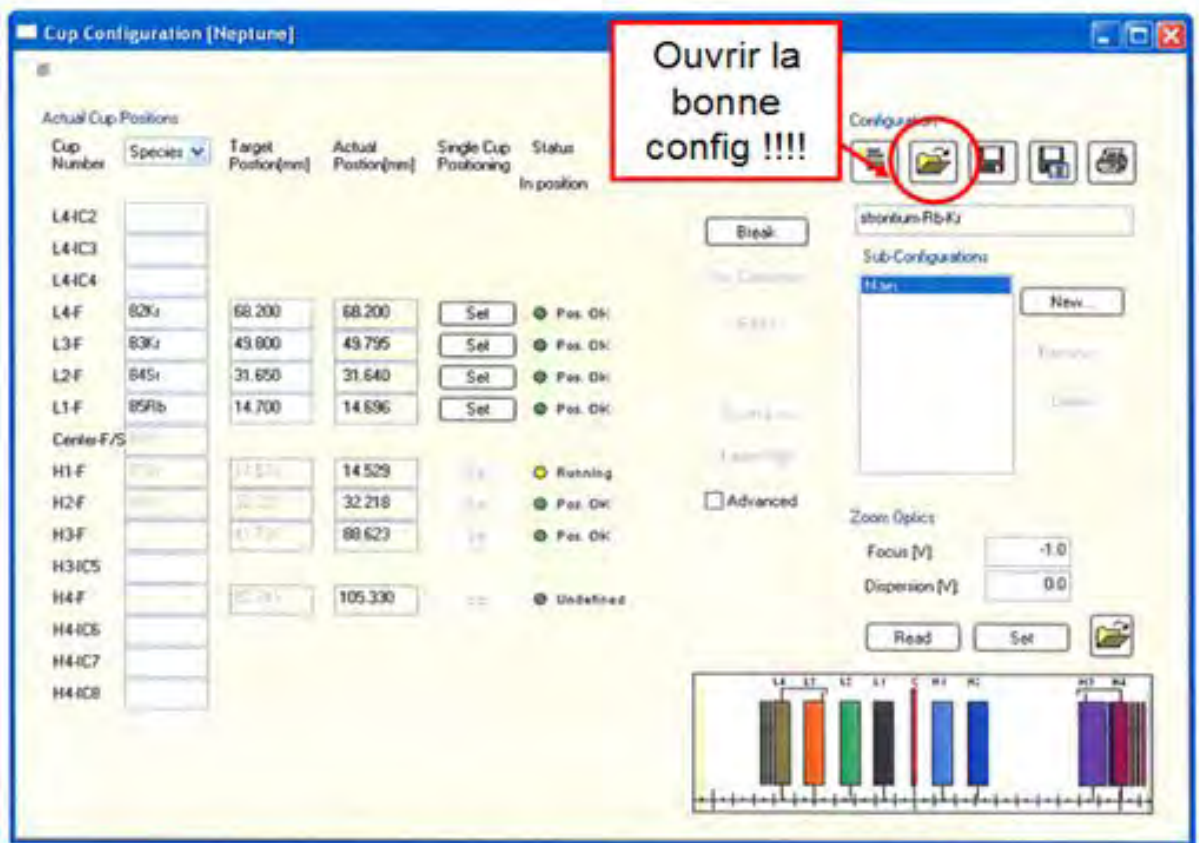 Cup Configuration [Neptune]
Ouvrir la
bonne
config !!!!
Actual Cup Positions
Cup Number Species Target Postion[mm] Actual Postion[mm] Single Cup Positioning Status
In position
L4-IC2
L4-IC3
L4-IC4
L4-F 82Kr 68.200 68.200 Set Pos. OK
L3-F 83Kr 49.800 49.795 Set Pos. OK
L2-F 84Sr 31.650 31.640 Set Pos. OK
L1-F 85Rb 14.700 14.696 Set Pos. OK
Center-F/S
H1-F 14.529 Running
H2-F 32.218 Pos. OK
H3-F 88.623 Pos. OK
H3-IC5
H4-F 105.330 Undefined
H4-IC6
H4-IC7
H4-IC8
Break
Advanced
Configuration
strontium-Rb-Kr
Sub-Configurations
Main
New...
Zoom Optics
Focus [V]: -1.0
Dispersion [V]: 0.0
Read Set
L4 L3 L2 L1 C H1 H2 H3 H4